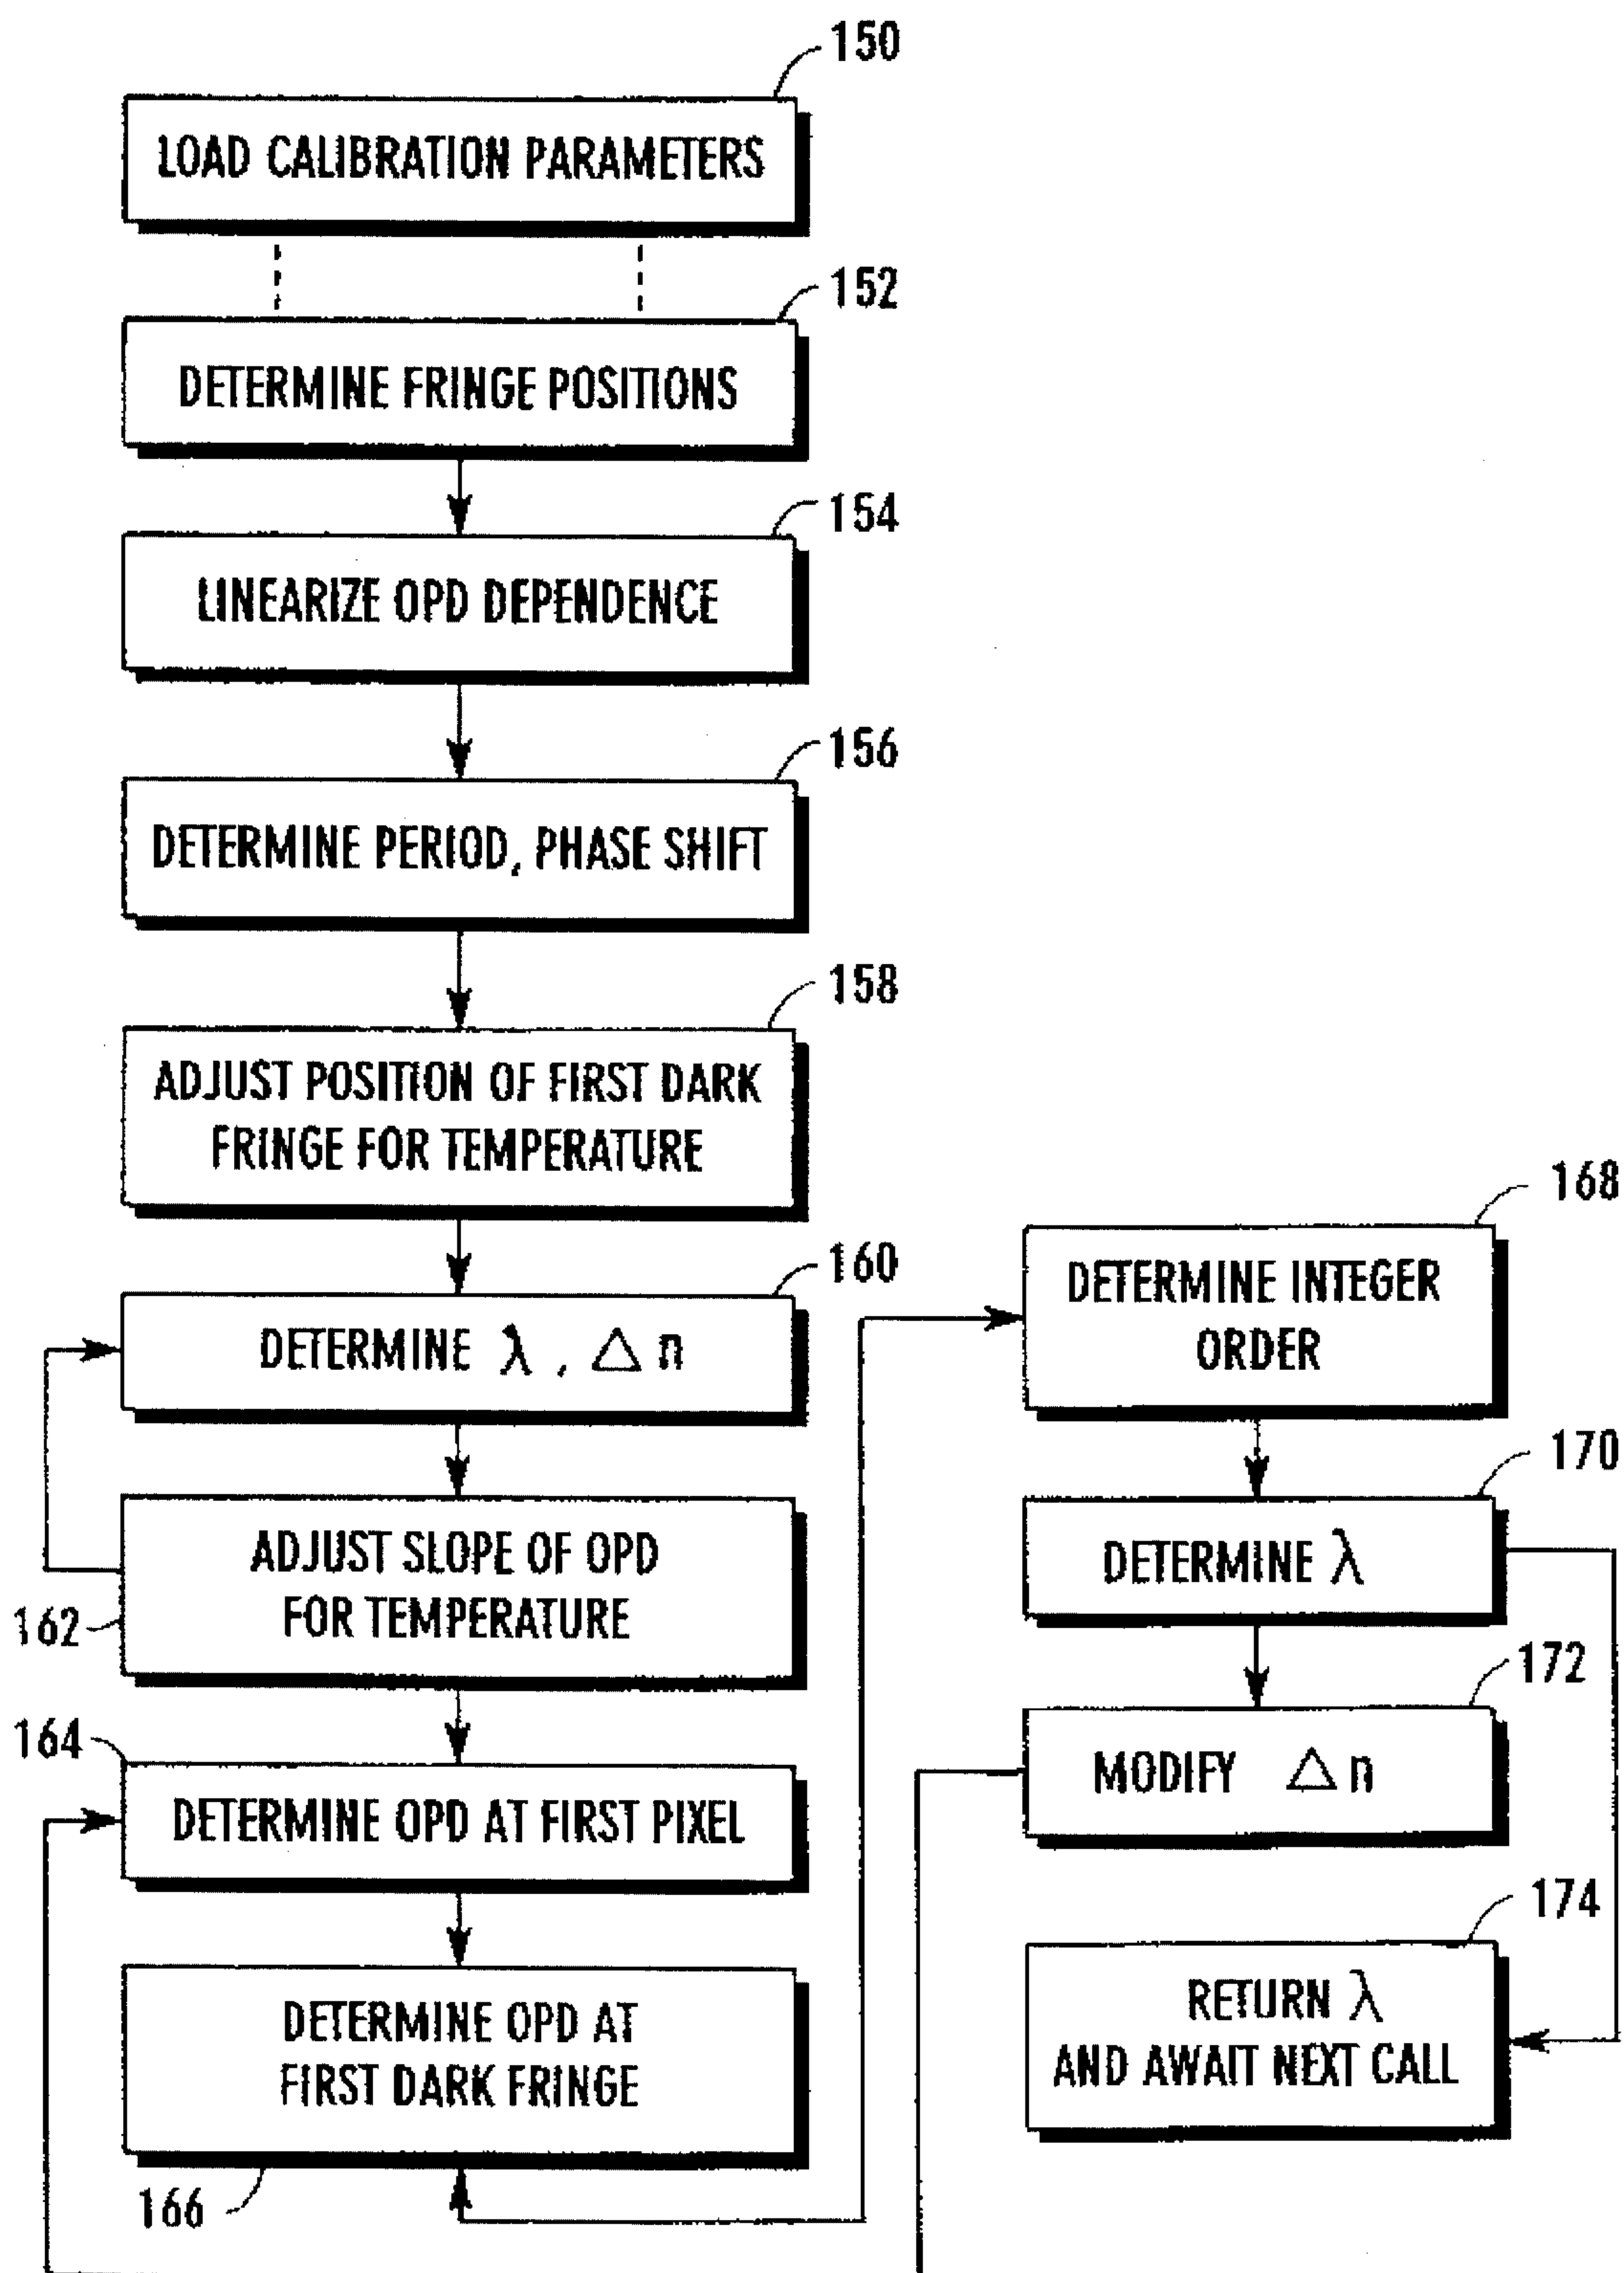 150
LOAD CALIBRATION PARAMETERS
152
DETERMINE FRINGE POSITIONS
154
LINEARIZE OPD DEPENDENCE
156
DETERMINE PERIOD, PHASE SHIFT
158
ADJUST POSITION OF FIRST DARK
FRINGE FOR TEMPERATURE
160
DETERMINE λ, △ n
162
ADJUST SLOPE OF OPD
FOR TEMPERATURE
164
DETERMINE OPD AT FIRST PIXEL
DETERMINE OPD AT
FIRST DARK FRINGE
166
168
DETERMINE INTEGER
ORDER
170
DETERMINE λ
172
MODIFY △ n
174
RETURN λ
AND AWAIT NEXT CALL